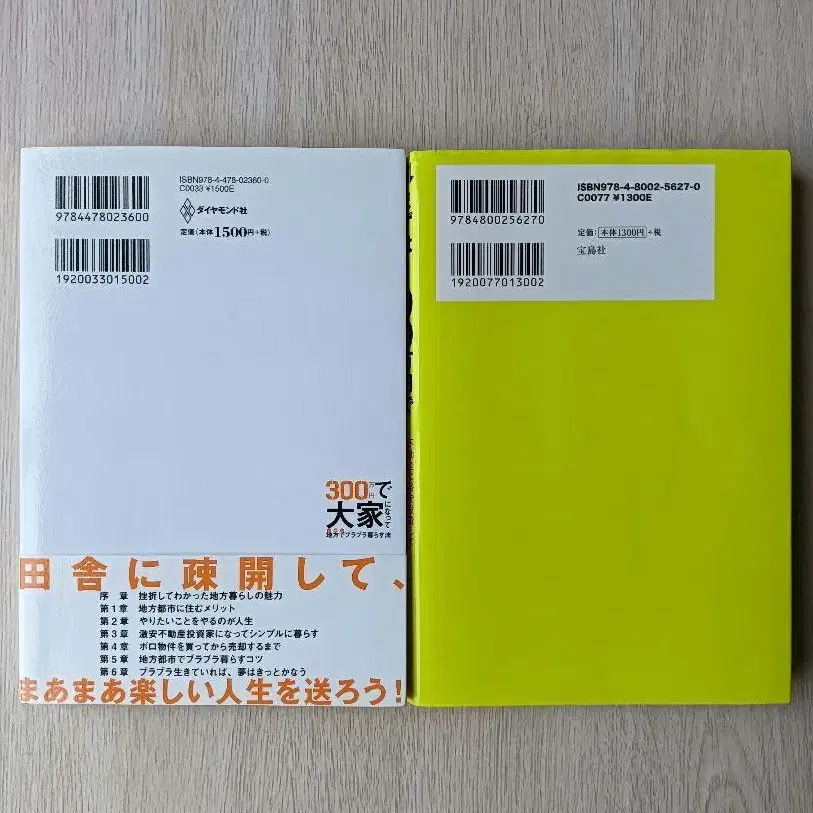 ISBN978-4-478-02360-0
C0033 ¥1500E
9784478023600
ダイヤモンド社
定価(本体1500円+税)
1920033015002
300万円で
大家になって
地方でブラブラ暮らす法
田舎に疎開して、
序 章 挫折してわかった地方暮らしの魅力
第1章 地方都市に住むメリット
第2章 やりたいことをやるのが人生
第3章 激安不動産投資家になってシンプルに暮らす
第4章 ボロ物件を買ってから売却するまで
第5章 地方都市でブラブラ暮らすコツ
第6章 ブラブラ生きていれば、夢はきっとかなう
まあまあ楽しい人生を送ろう!
ISBN978-4-8002-5627-0
C0077 ¥1300E
9784800256270
定価:本体1300円+税
宝島社
1920077013002